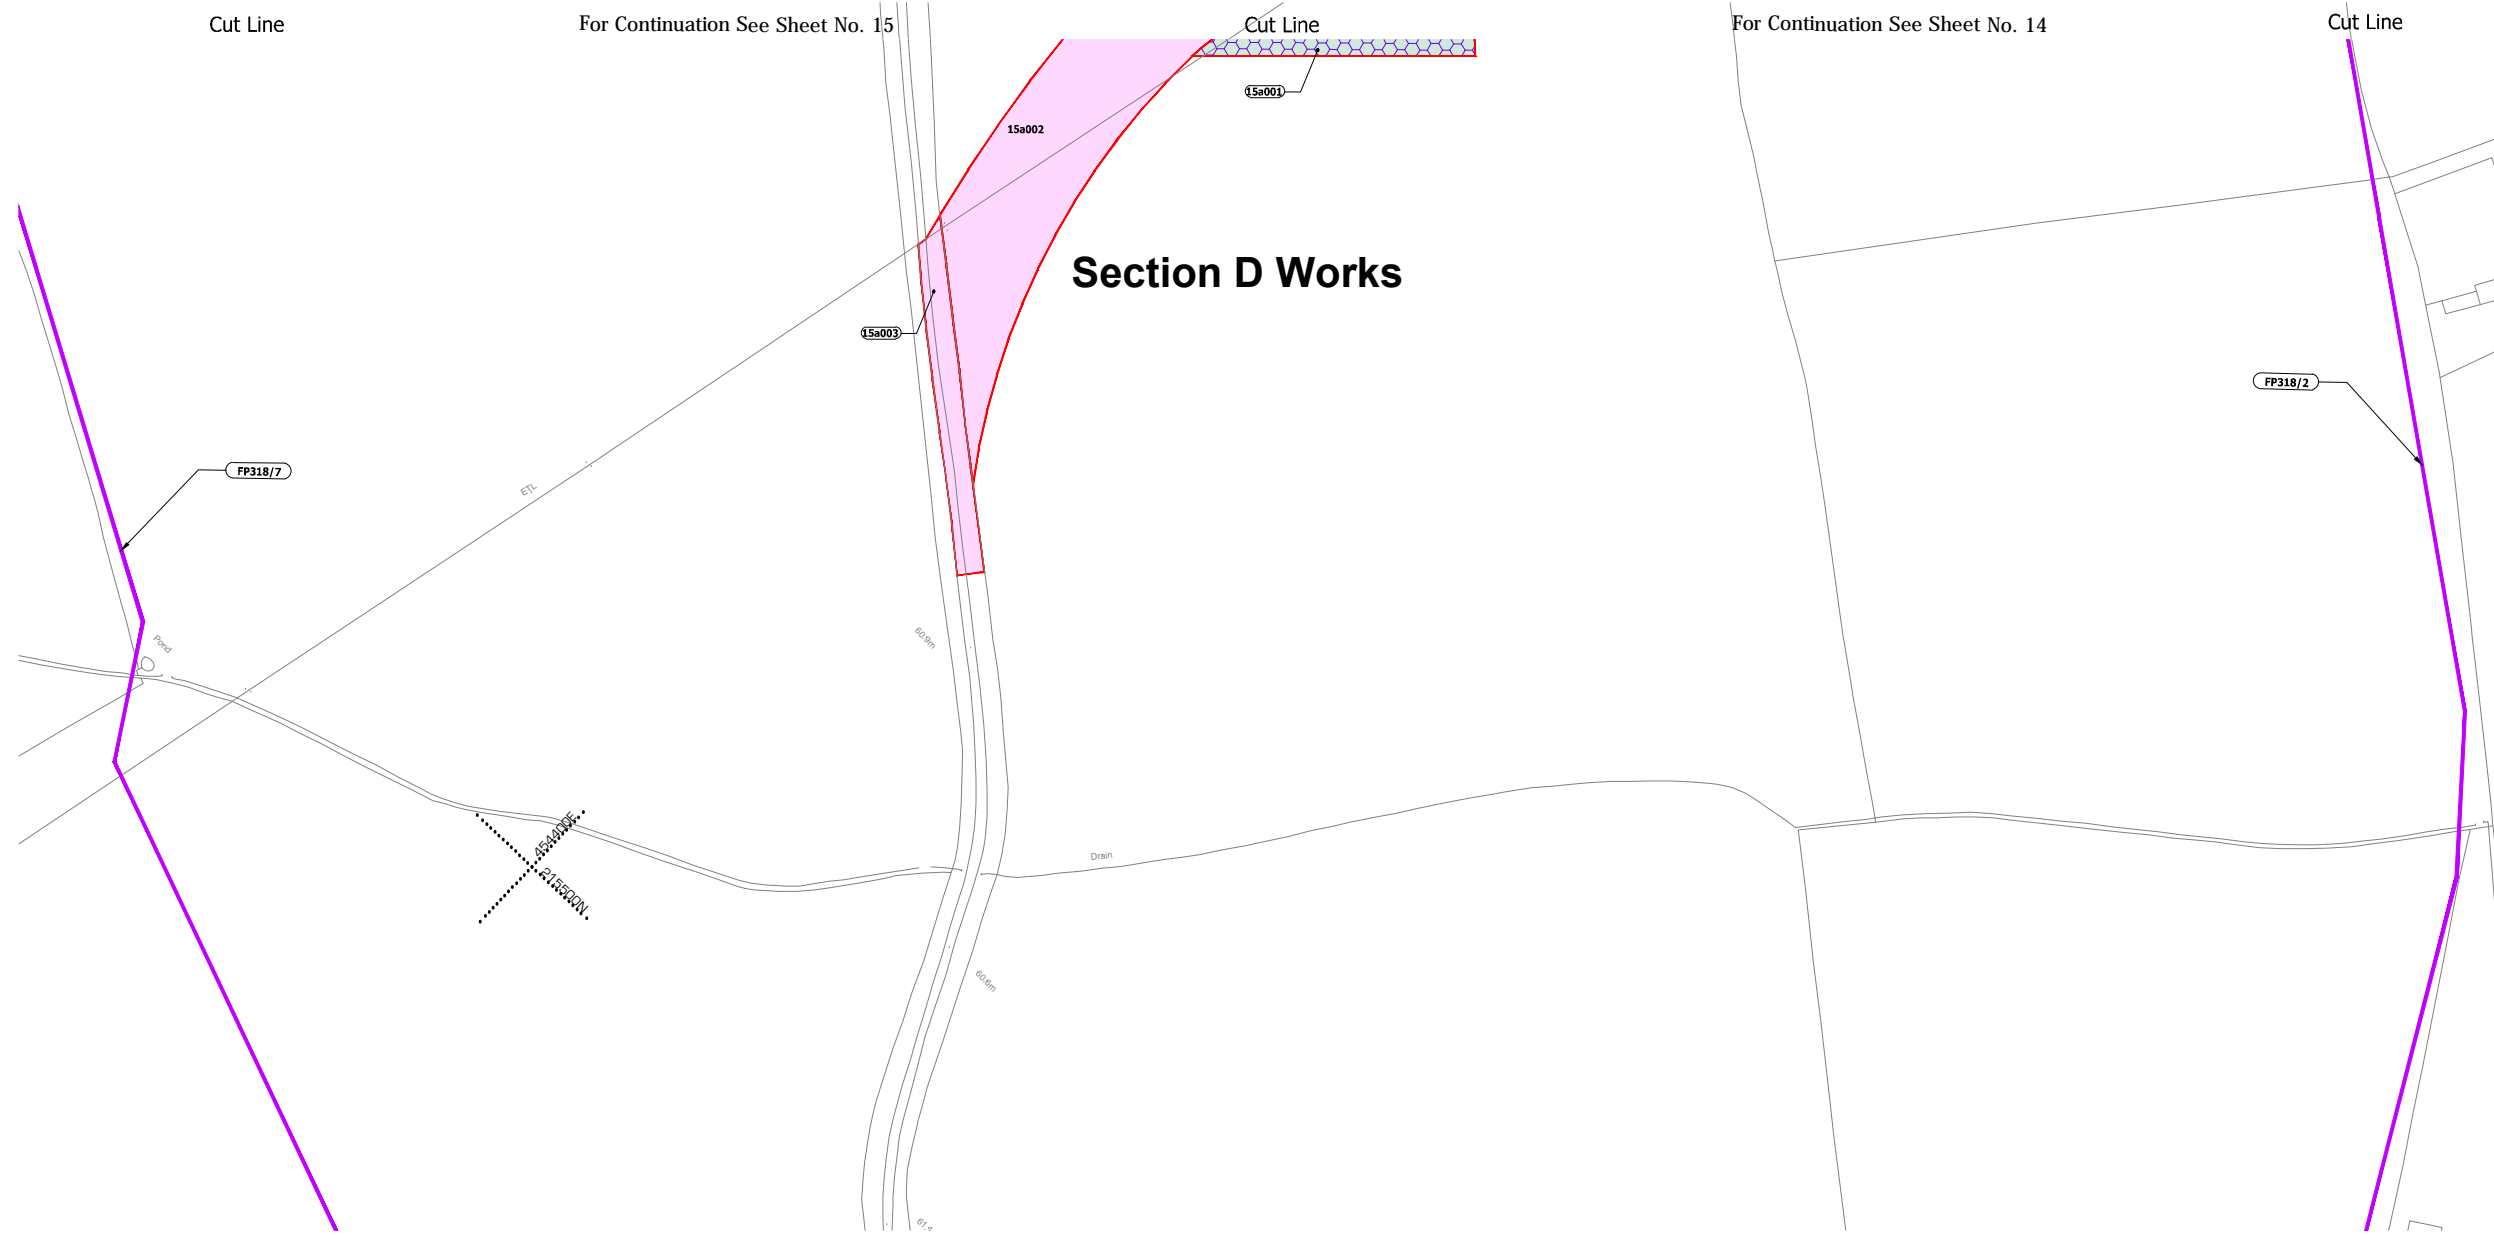 Cut Line
For Continuation See Sheet No. 15
Cut Line
For Continuation See Sheet No. 14
Cut Line
15a001
15a002
Section D Works
15a003
FP318/2
FP318/7
ETL
60.9m
Pond
454400E
215500N
Drain
60.6m